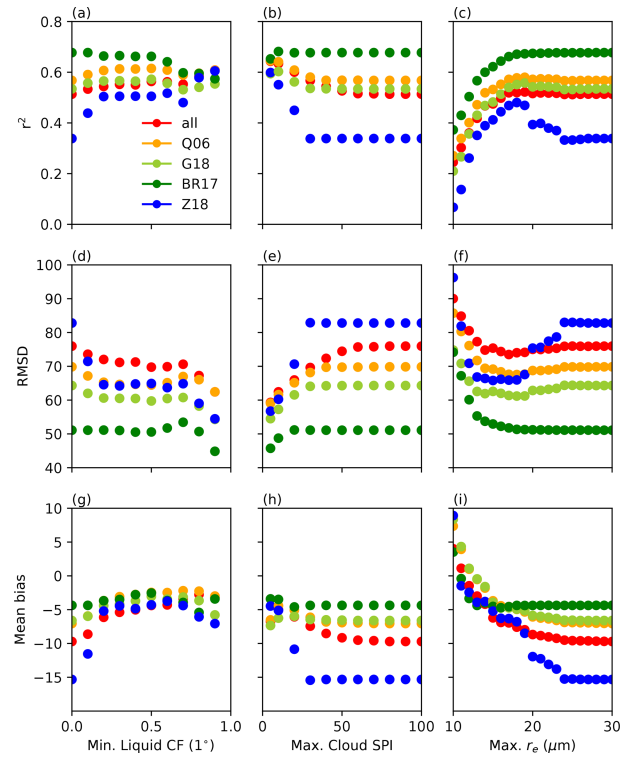 (a) (b) (c)
r²
0.8
0.6
0.4
0.2
0.0
all
Q06
G18
BR17
Z18
(d) (e) (f)
RMSD
100
90
80
70
60
50
40
(g) (h) (i)
Mean bias
10
5
0
−5
−10
−15
0.0 0.5 1.0 0 50 100 10 20 30
Min. Liquid CF (1°) Max. Cloud SPI Max. rₑ (μm)